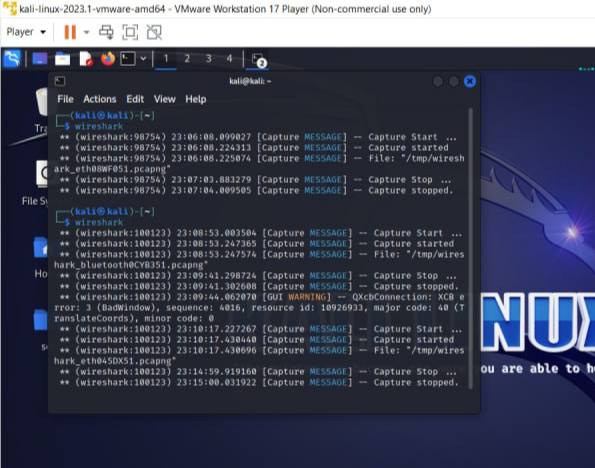 kali-linux-2023.1-vmware-amd64 - VMware Workstation 17 Player (Non-commercial use only)
Player
1 2 3 4
2
kali@kali: ~
File Actions Edit View Help
(kali㉿kali)-[~]
$ wireshark
** (wireshark:98754) 23:06:08.099027 [Capture MESSAGE] -- Capture Start ...
** (wireshark:98754) 23:06:08.224313 [Capture MESSAGE] -- Capture started
** (wireshark:98754) 23:06:08.225074 [Capture MESSAGE] -- File: "/tmp/wiresh
ark_eth08WF051.pcapng"
** (wireshark:98754) 23:07:03.883279 [Capture MESSAGE] -- Capture Stop ...
** (wireshark:98754) 23:07:04.009505 [Capture MESSAGE] -- Capture stopped.
(kali㉿kali)-[~]
$ wireshark
** (wireshark:100123) 23:08:53.003504 [Capture MESSAGE] -- Capture Start ...
** (wireshark:100123) 23:08:53.247365 [Capture MESSAGE] -- Capture started
** (wireshark:100123) 23:08:53.247574 [Capture MESSAGE] -- File: "/tmp/wires
hark_bluetooth0CYB351.pcapng"
** (wireshark:100123) 23:09:41.298724 [Capture MESSAGE] -- Capture Stop ...
** (wireshark:100123) 23:09:41.302608 [Capture MESSAGE] -- Capture stopped.
** (wireshark:100123) 23:09:44.062070 [GUI WARNING] -- QXcbConnection: XCB e
rror: 3 (BadWindow), sequence: 4016, resource id: 10926933, major code: 40 (T
ranslateCoords), minor code: 0
** (wireshark:100123) 23:10:17.227267 [Capture MESSAGE] -- Capture Start ...
** (wireshark:100123) 23:10:17.430440 [Capture MESSAGE] -- Capture started
** (wireshark:100123) 23:10:17.430696 [Capture MESSAGE] -- File: "/tmp/wires
hark_eth045DX51.pcapng"
** (wireshark:100123) 23:14:59.919160 [Capture MESSAGE] -- Capture Stop ...
** (wireshark:100123) 23:15:00.031922 [Capture MESSAGE] -- Capture stopped.
Tra
File Sy
Ho
NUX
ou are able to h